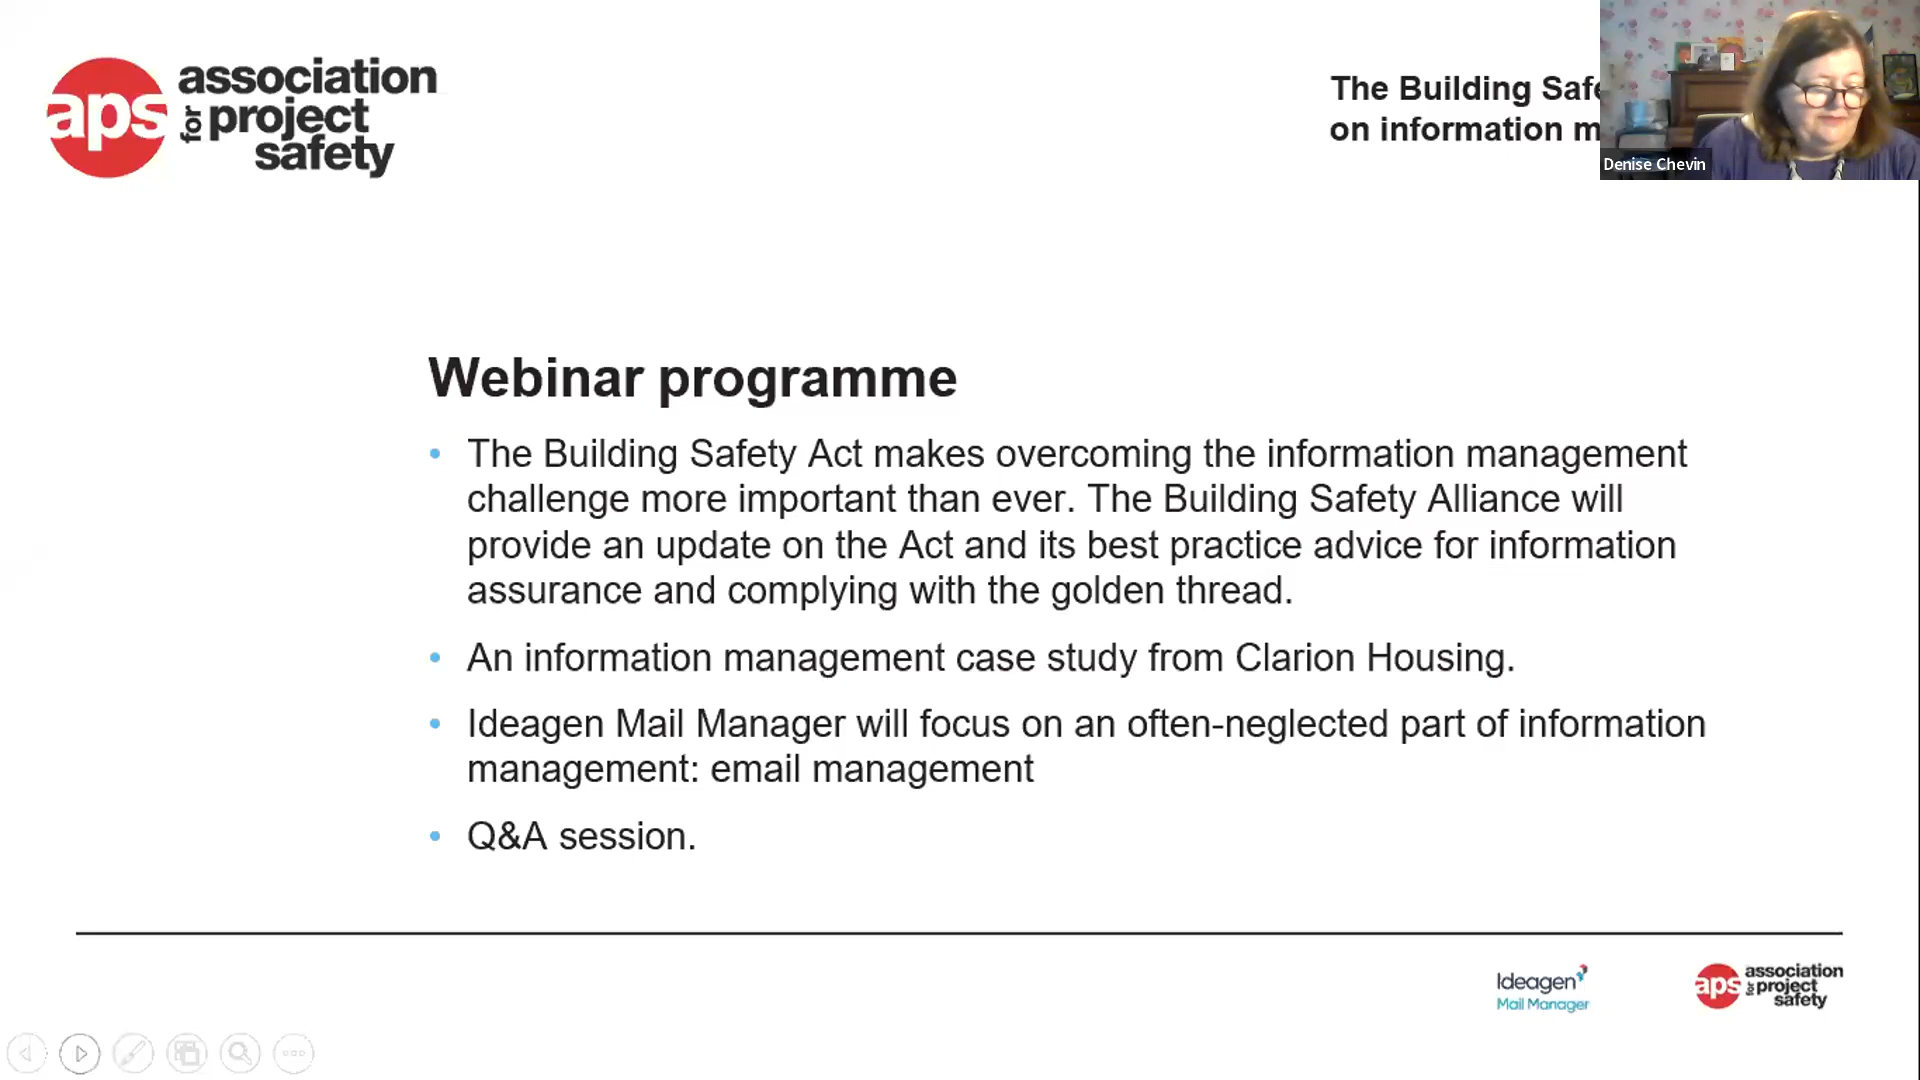 aps association
for project
safety
The Building Safe
on information m
Denise Chevin
Webinar programme
• The Building Safety Act makes overcoming the information management
challenge more important than ever. The Building Safety Alliance will
provide an update on the Act and its best practice advice for information
assurance and complying with the golden thread.
• An information management case study from Clarion Housing.
• Ideagen Mail Manager will focus on an often-neglected part of information
management: email management
• Q&A session.
Ideagen
Mail Manager
aps association
for project
safety